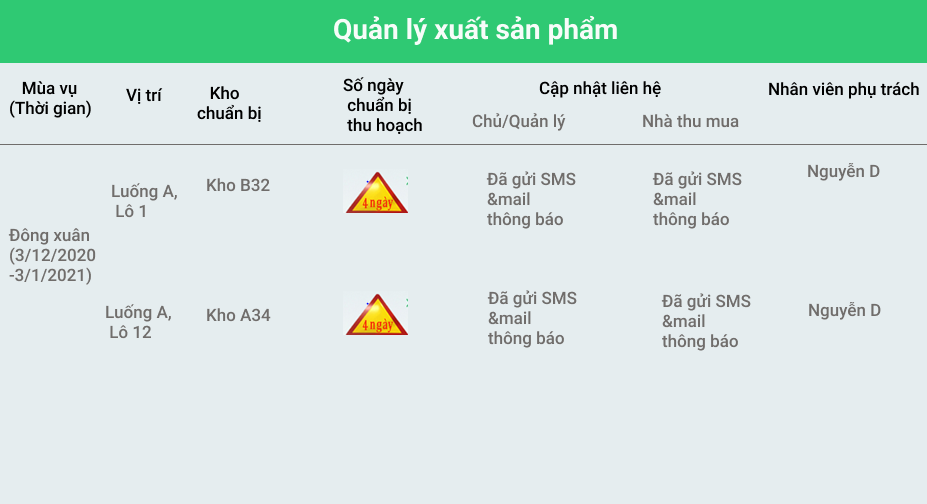 Quản lý xuất sản phẩm
Mùa vụ
(Thời gian)
Vị trí
Kho
chuẩn bị
Số ngày
chuẩn bị
thu hoạch
Cập nhật liên hệ
Chủ/Quản lý
Nhà thu mua
Nhân viên phụ trách
Đông xuân
(3/12/2020
-3/1/2021)
Luống A,
Lô 1
Kho B32
4 ngày
Đã gửi SMS
&mail
thông báo
Đã gửi SMS
&mail
thông báo
Nguyễn D
Luống A,
Lô 12
Kho A34
4 ngày
Đã gửi SMS
&mail
thông báo
Đã gửi SMS
&mail
thông báo
Nguyễn D